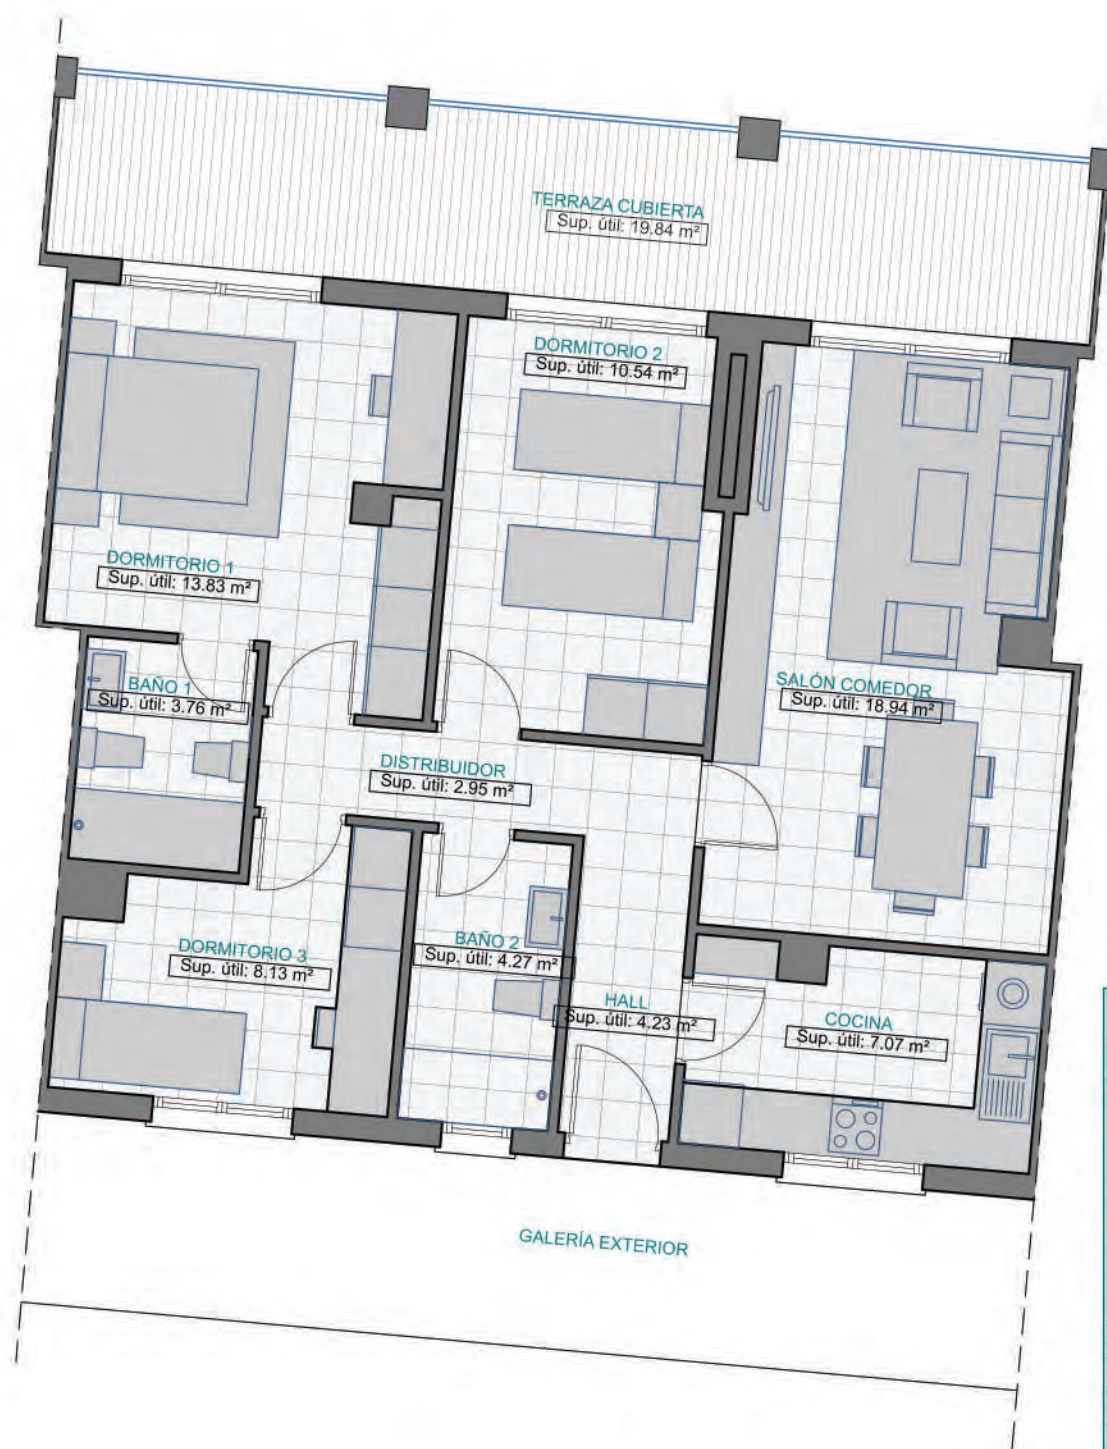 TERRAZA CUBIERTA
Sup. útil: 19.84 m²
DORMITORIO 2
Sup. útil: 10.54 m²
DORMITORIO 1
Sup. útil: 13.83 m²
BAÑO 1
Sup. útil: 3.76 m²
SALÓN COMEDOR
Sup. útil: 18.94 m²
DISTRIBUIDOR
Sup. útil: 2.95 m²
DORMITORIO 3
Sup. útil: 8.13 m²
BAÑO 2
Sup. útil: 4.27 m²
HALL
Sup. útil: 4.23 m²
COCINA
Sup. útil: 7.07 m²
GALERÍA EXTERIOR